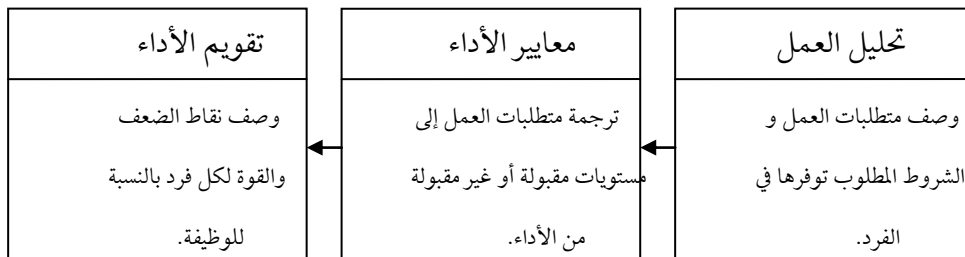 تحليل العمل
وصف متطلبات العمل و
الشروط المطلوب توفرها في
الفرد.
معايير الأداء
ترجمة متطلبات العمل إلى
مستويات مقبولة أو غير مقبولة
من الأداء.
تقويم الأداء
وصف نقاط الضعف
والقوة لكل فرد بالنسبة
للوظيفة.